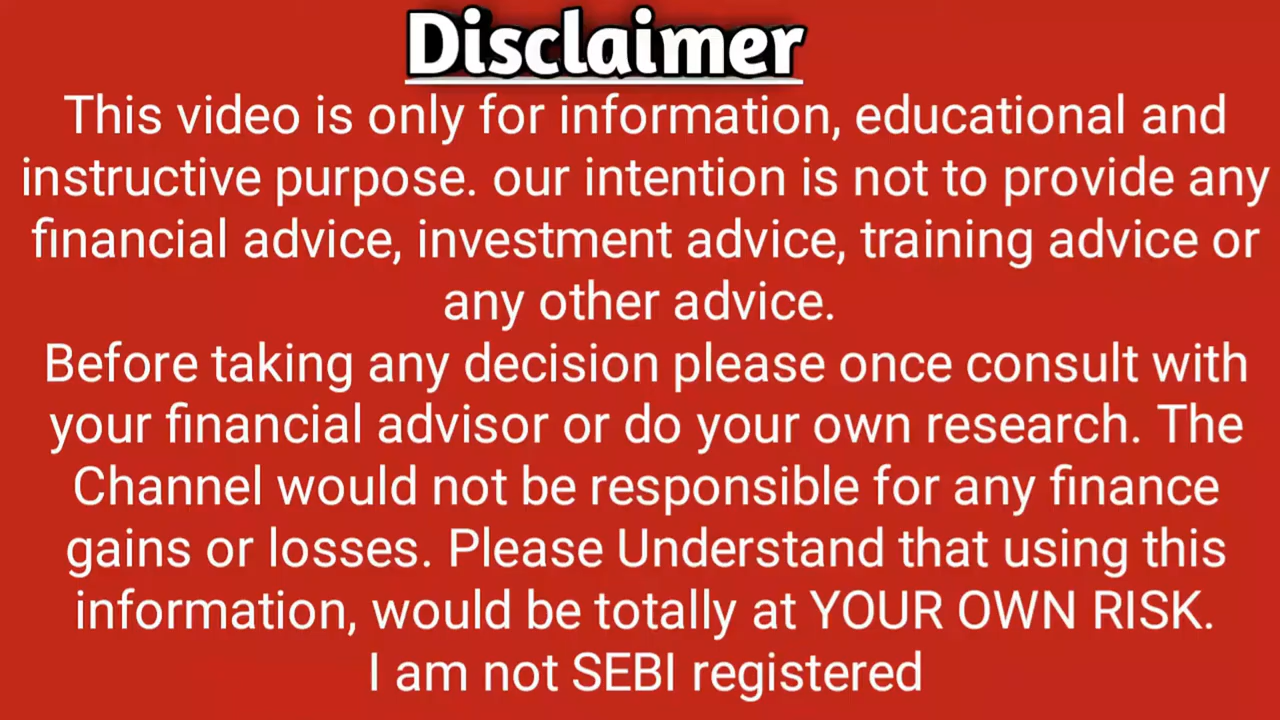 Disclaimer
This video is only for information, educational and
instructive purpose. our intention is not to provide any
financial advice, investment advice, training advice or
any other advice.
Before taking any decision please once consult with
your financial advisor or do your own research. The
Channel would not be responsible for any finance
gains or losses. Please Understand that using this
information, would be totally at YOUR OWN RISK.
I am not SEBI registered